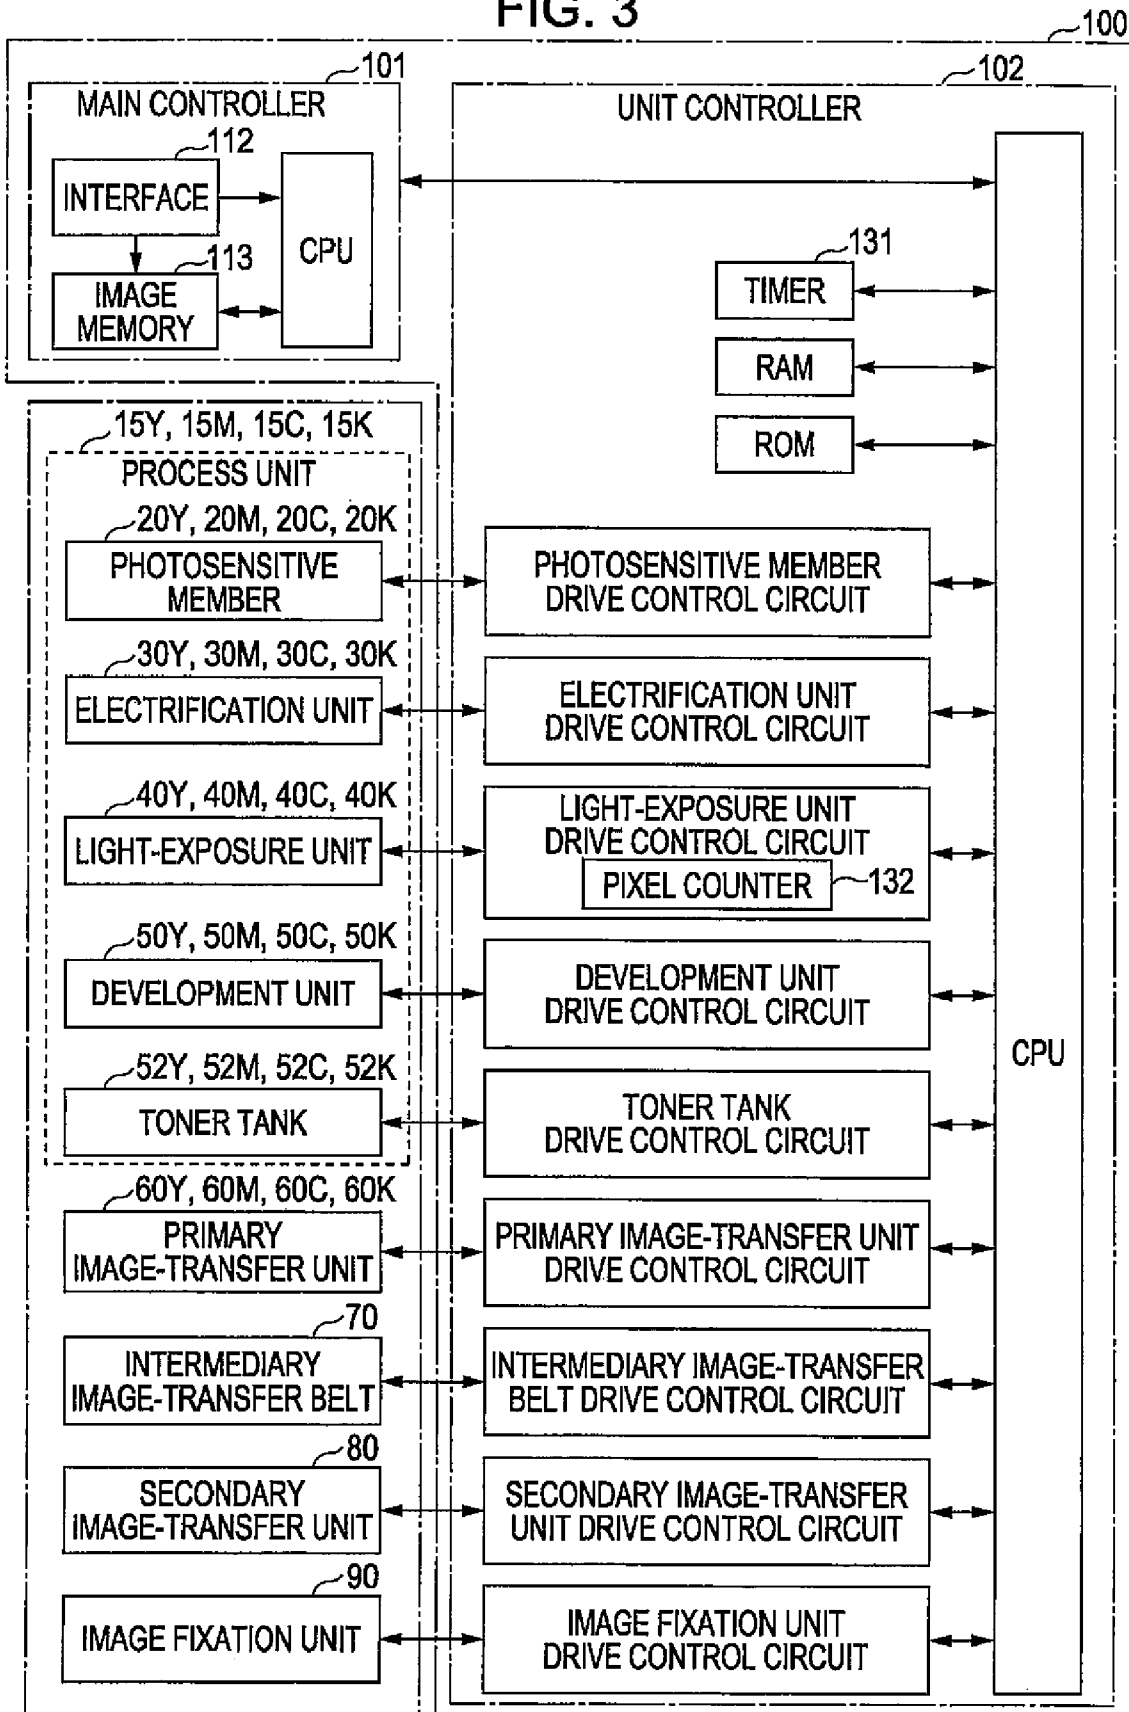 FIG. 3
100
101
MAIN CONTROLLER
112
INTERFACE
CPU
113
IMAGE
MEMORY
102
UNIT CONTROLLER
131
TIMER
RAM
ROM
CPU
15Y, 15M, 15C, 15K
PROCESS UNIT
20Y, 20M, 20C, 20K
PHOTOSENSITIVE
MEMBER
PHOTOSENSITIVE MEMBER
DRIVE CONTROL CIRCUIT
30Y, 30M, 30C, 30K
ELECTRIFICATION UNIT
ELECTRIFICATION UNIT
DRIVE CONTROL CIRCUIT
40Y, 40M, 40C, 40K
LIGHT-EXPOSURE UNIT
LIGHT-EXPOSURE UNIT
DRIVE CONTROL CIRCUIT
PIXEL COUNTER
132
50Y, 50M, 50C, 50K
DEVELOPMENT UNIT
DEVELOPMENT UNIT
DRIVE CONTROL CIRCUIT
52Y, 52M, 52C, 52K
TONER TANK
TONER TANK
DRIVE CONTROL CIRCUIT
60Y, 60M, 60C, 60K
PRIMARY
IMAGE-TRANSFER UNIT
PRIMARY IMAGE-TRANSFER UNIT
DRIVE CONTROL CIRCUIT
70
INTERMEDIARY
IMAGE-TRANSFER BELT
INTERMEDIARY IMAGE-TRANSFER
BELT DRIVE CONTROL CIRCUIT
80
SECONDARY
IMAGE-TRANSFER UNIT
SECONDARY IMAGE-TRANSFER
UNIT DRIVE CONTROL CIRCUIT
90
IMAGE FIXATION UNIT
IMAGE FIXATION UNIT
DRIVE CONTROL CIRCUIT